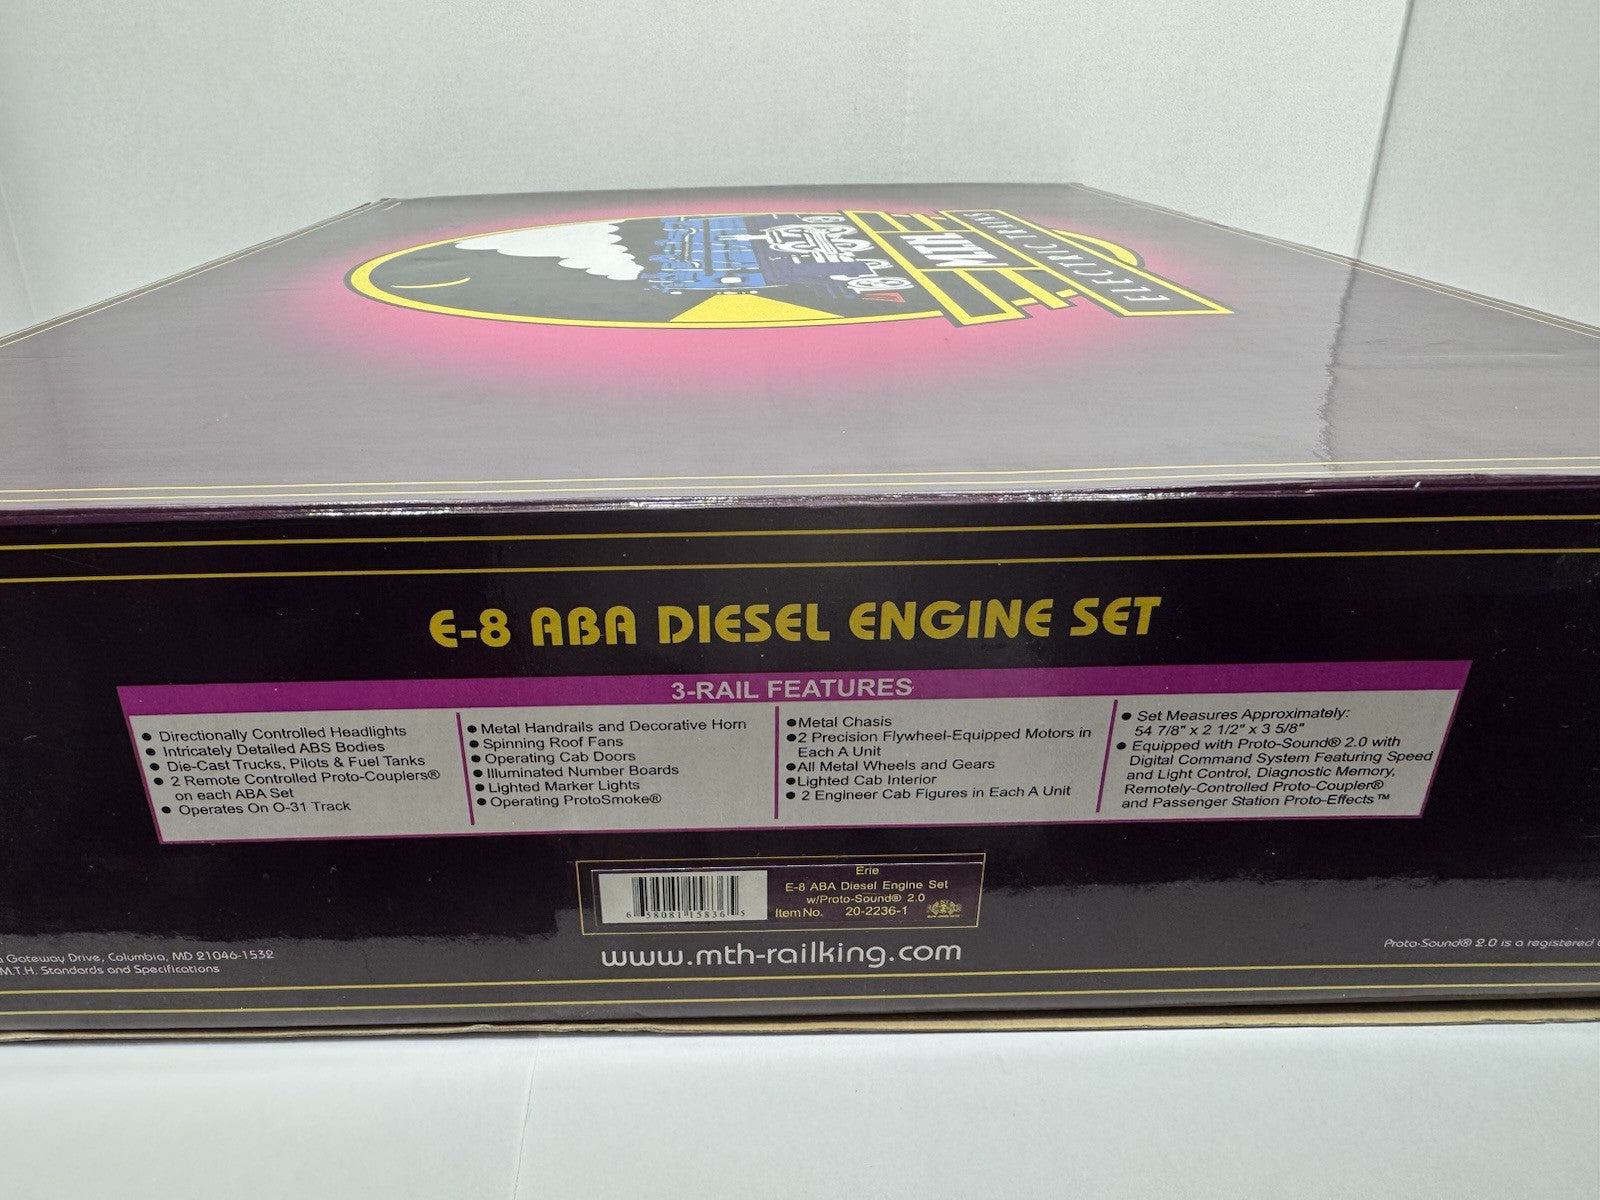 MTH
ELECTRIC TRAINS
E-8 ABA DIESEL ENGINE SET
3-RAIL FEATURES
● Directionally Controlled Headlights
● Intricately Detailed ABS Bodies
● Die-Cast Trucks, Pilots & Fuel Tanks
● 2 Remote Controlled Proto-Couplers®
on each ABA Set
● Operates On O-31 Track
● Metal Handrails and Decorative Horn
● Spinning Roof Fans
● Operating Cab Doors
● Illuminated Number Boards
● Lighted Marker Lights
● Operating ProtoSmoke®
●Metal Chasis
●2 Precision Flywheel-Equipped Motors in
Each A Unit
●All Metal Wheels and Gears
●Lighted Cab Interior
● 2 Engineer Cab Figures in Each A Unit
● Set Measures Approximately:
54 7/8" x 2 1/2" x 3 5/8"
● Equipped with Proto-Sound® 2.0 with
Digital Command System Featuring Speed
and Light Control, Diagnostic Memory,
Remotely-Controlled Proto-Coupler®
and Passenger Station Proto-Effects™
6 58081 15836 5
Erie
E-8 ABA Diesel Engine Set
w/Proto-Sound® 2.0
Item No. 20-2236-1
www.mth-railking.com
Gateway Drive, Columbia, MD 21046-1532
M.T.H. Standards and Specifications
Proto-Sound® 2.0 is a registered